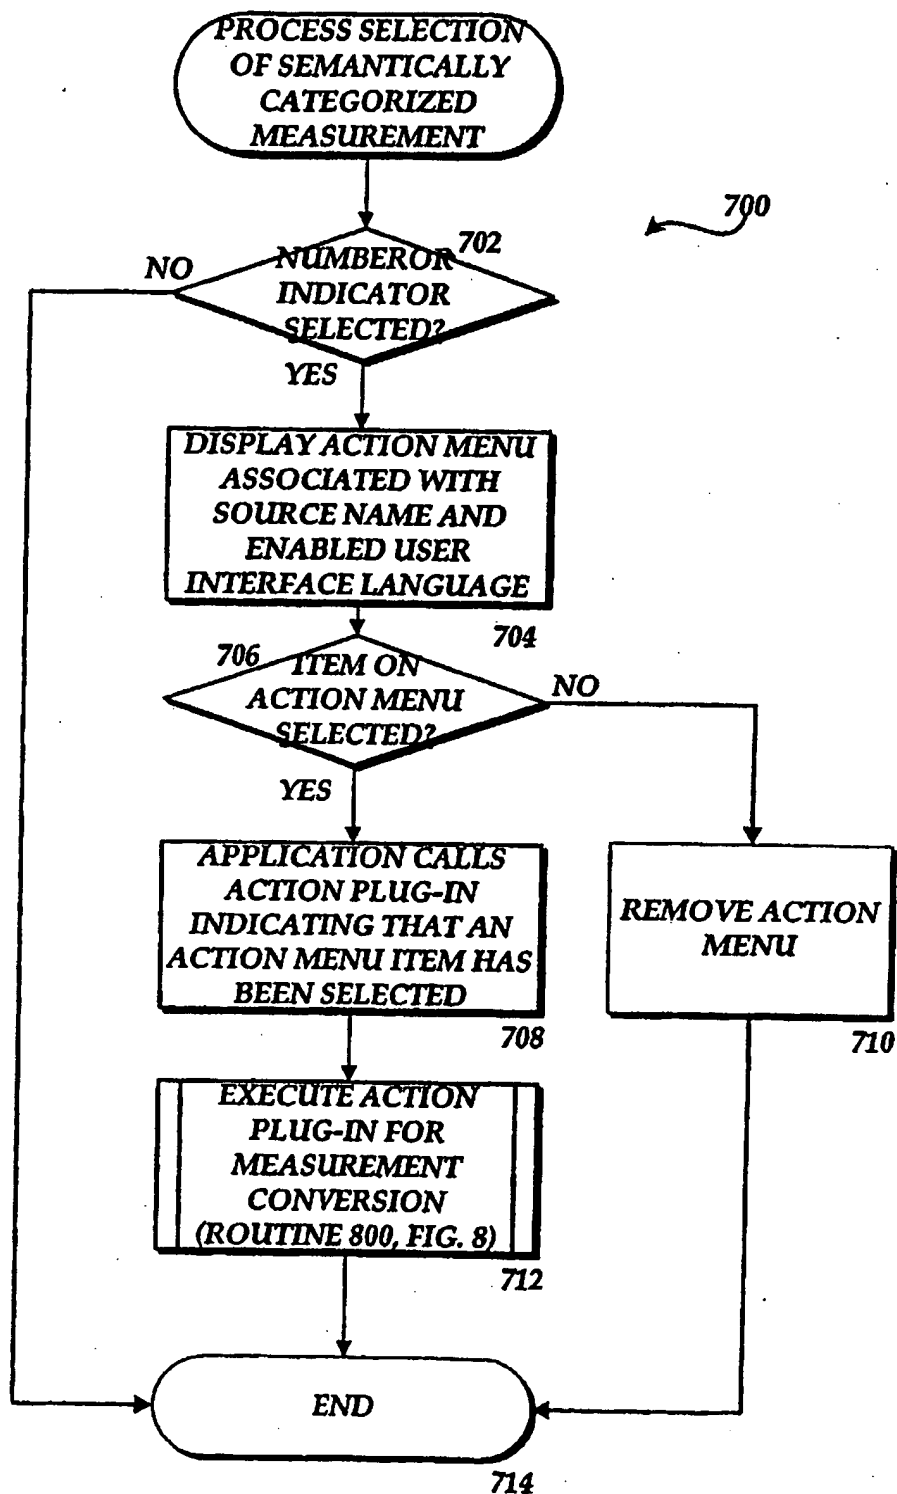 PROCESS SELECTION
OF SEMANTICALLY
CATEGORIZED
MEASUREMENT
700
702
NO
NUMBEROR
INDICATOR
SELECTED?
YES
DISPLAY ACTION MENU
ASSOCIATED WITH
SOURCE NAME AND
ENABLED USER
INTERFACE LANGUAGE
704
706
ITEM ON
ACTION MENU
SELECTED?
NO
YES
APPLICATION CALLS
ACTION PLUG-IN
INDICATING THAT AN
ACTION MENU ITEM HAS
BEEN SELECTED
708
REMOVE ACTION
MENU
710
EXECUTE ACTION
PLUG-IN FOR
MEASUREMENT
CONVERSION
(ROUTINE 800, FIG. 8)
712
END
714